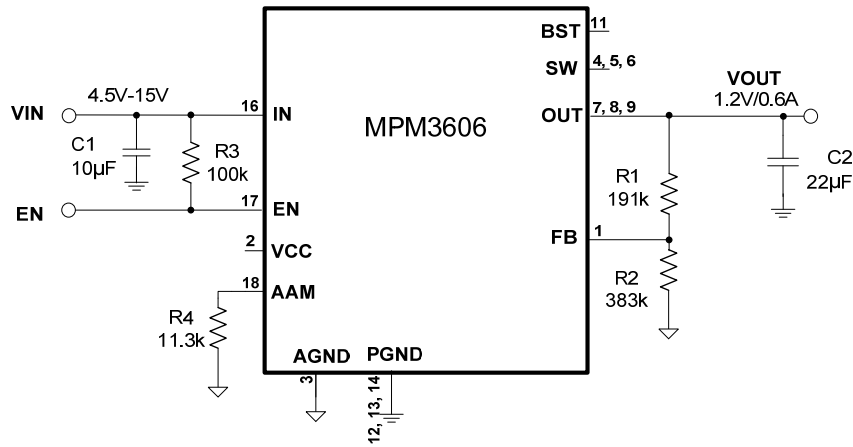 BST
11
SW
4, 5, 6
VIN
4.5V-15V
16
IN
MPM3606
OUT
7, 8, 9
VOUT
1.2V/0.6A
C1
10µF
R3
100k
R1
191k
C2
22µF
EN
17
EN
2
VCC
FB
1
18
AAM
R2
383k
R4
11.3k
AGND
PGND
3
12, 13, 14